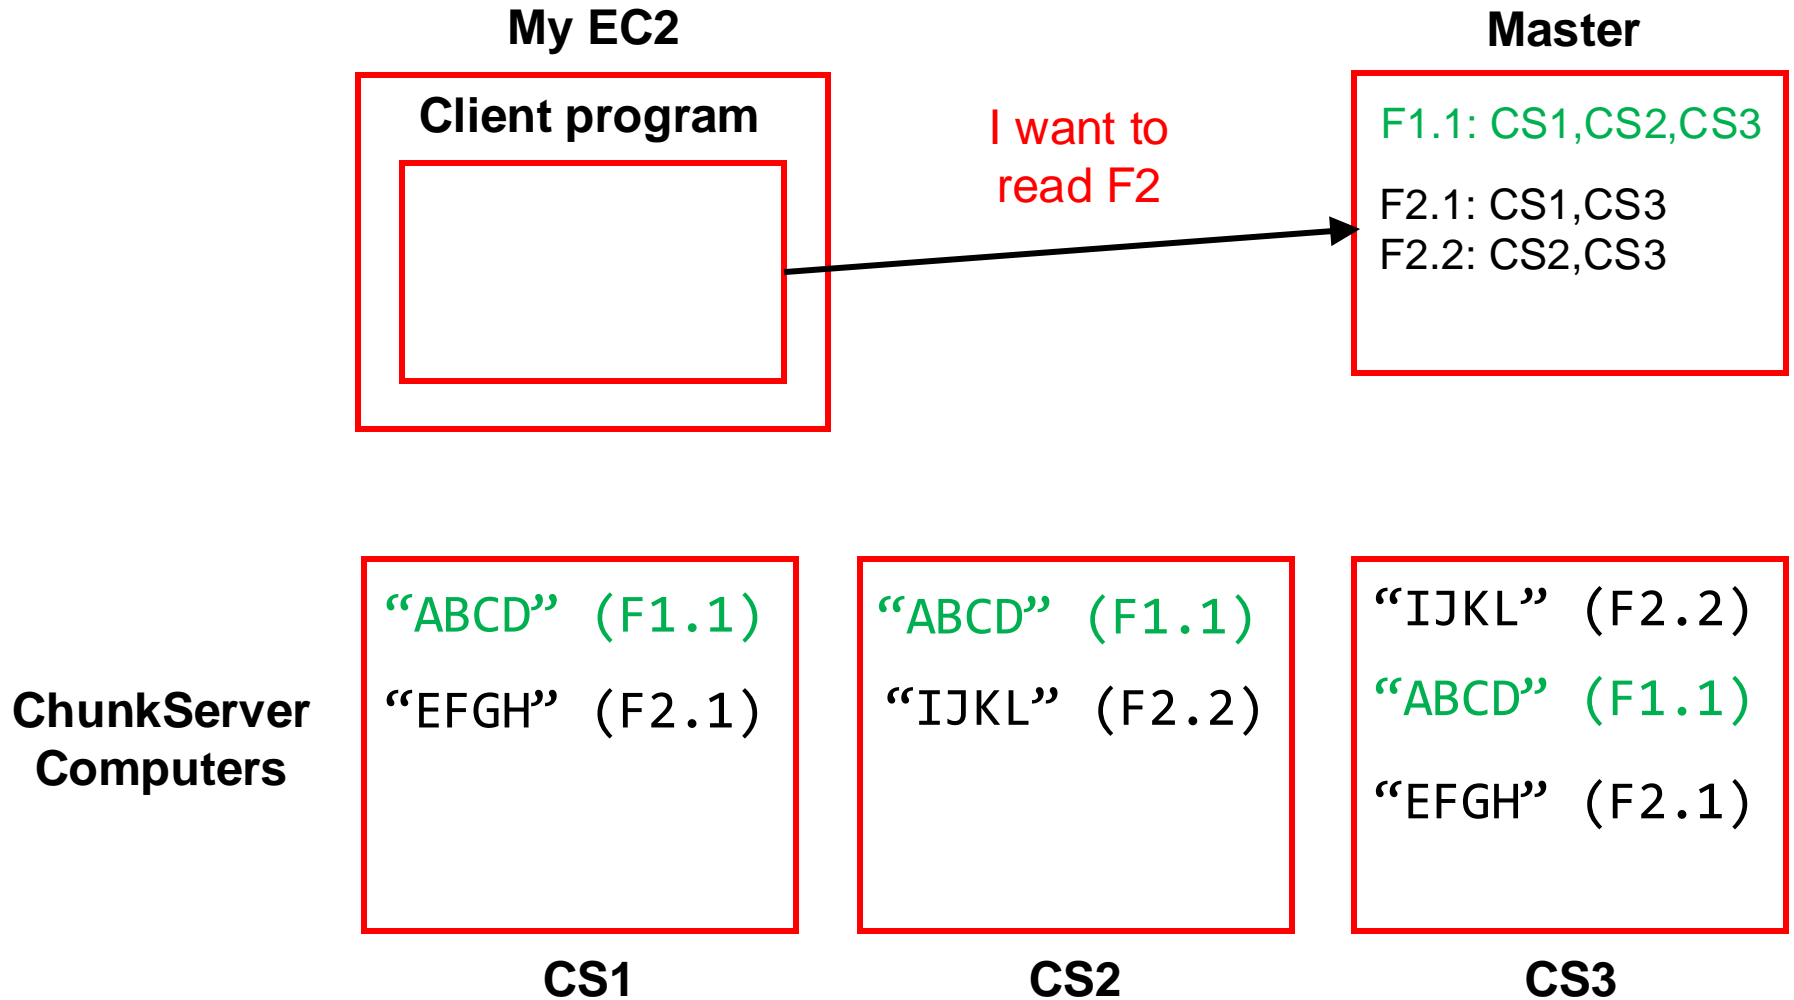 My EC2
Master
Client program
I want to
read F2
F1.1: CS1,CS2,CS3
F2.1: CS1,CS3
F2.2: CS2,CS3
ChunkServer
Computers
“ABCD” (F1.1)
“EFGH” (F2.1)
“ABCD” (F1.1)
“IJKL” (F2.2)
“IJKL” (F2.2)
“ABCD” (F1.1)
“EFGH” (F2.1)
CS1
CS2
CS3